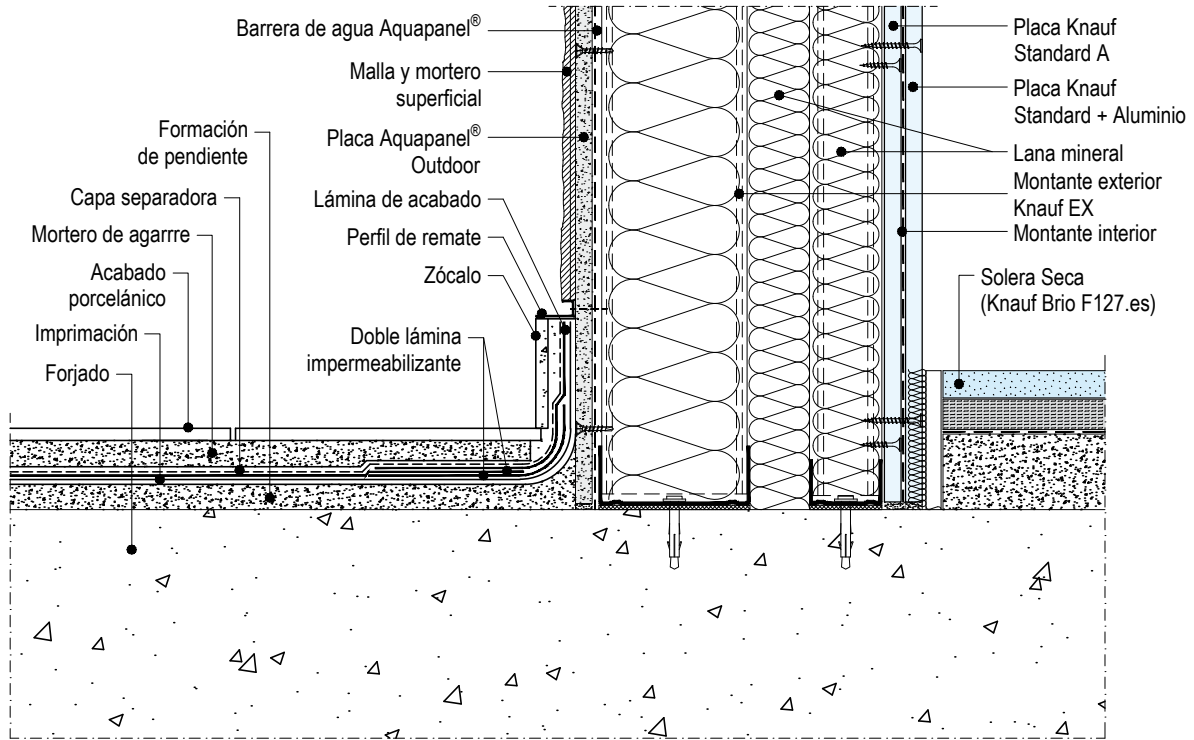 Barrera de agua Aquapanel®
Malla y mortero
superficial
Placa Aquapanel®
Outdoor
Lámina de acabado
Perfil de remate
Zócalo
Doble lámina
impermeabilizante
Formación
de pendiente
Capa separadora
Mortero de agarrre
Acabado
porcelánico
Imprimación
Forjado
Placa Knauf
Standard A
Placa Knauf
Standard + Aluminio
Lana mineral
Montante exterior
Knauf EX
Montante interior
Solera Seca
(Knauf Brio F127.es)